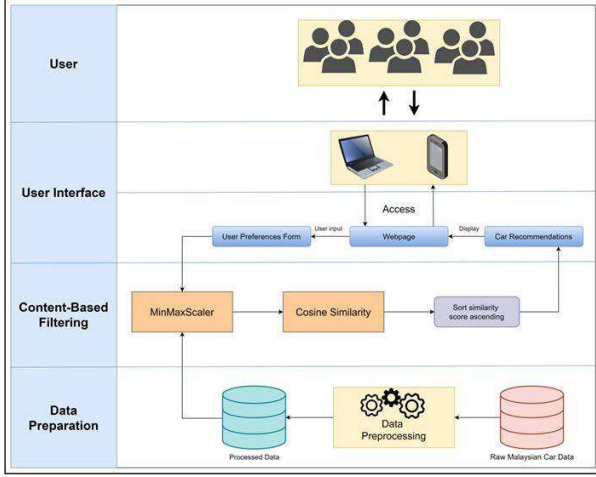 User
User Interface
Access
User Preferences Form
User input
Webpage
Display
Car Recommendations
Content-Based
Filtering
MinMaxScaler
Cosine Similarity
Sort similarity
score ascending
Data
Preparation
Processed Data
Data
Preprocessing
Raw Malaysian Car Data